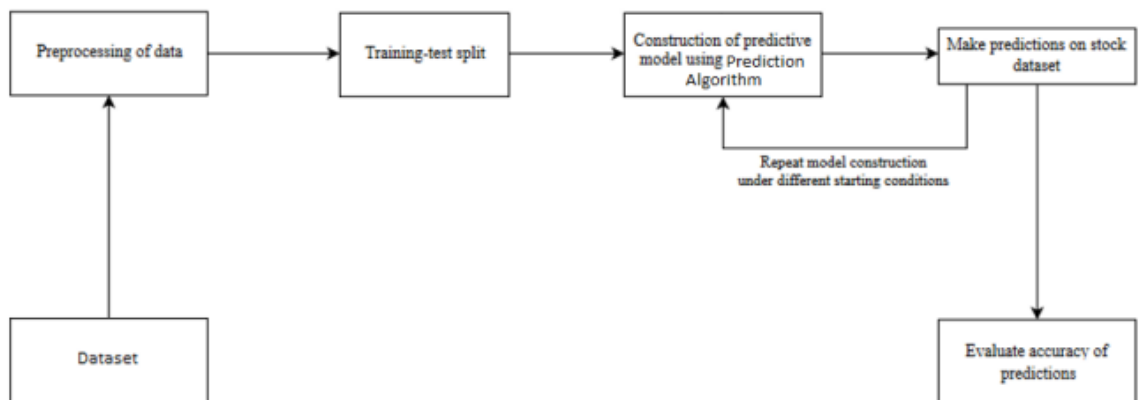 Preprocessing of data
Training-test split
Construction of predictive
model using Prediction
Algorithm
Make predictions on stock
dataset
Repeat model construction
under different starting conditions
Dataset
Evaluate accuracy of
predictions